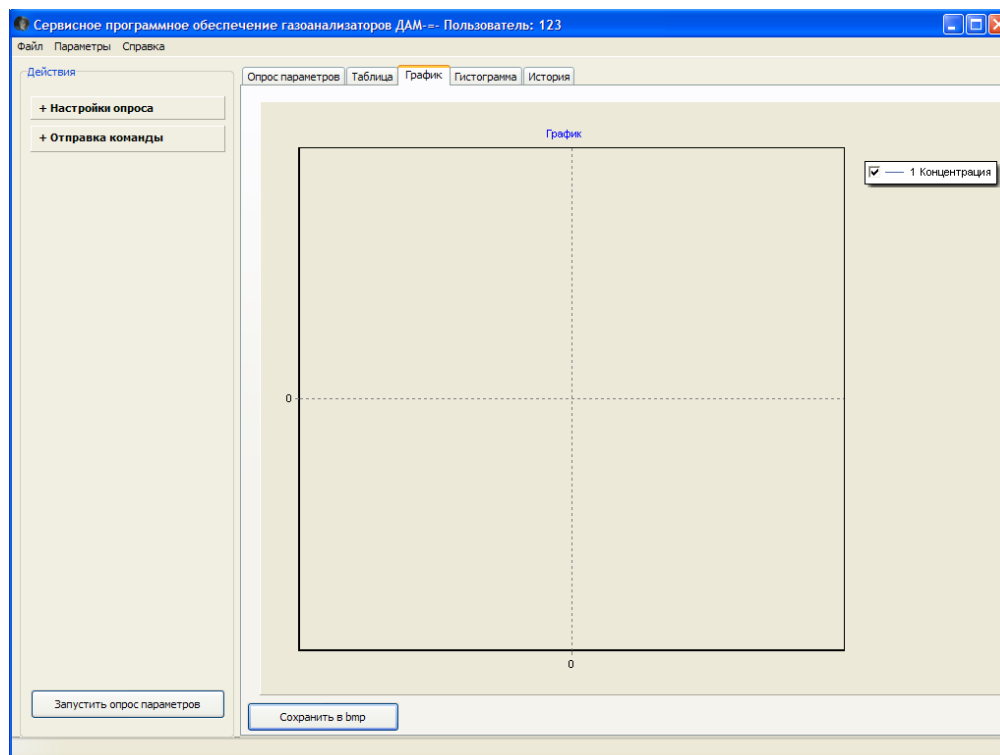 Сервисное программное обеспечение газоанализаторов ДАМ-=- Пользователь: 123
Файл Параметры Справка
Действия
+ Настройки опроса
+ Отправка команды
Запустить опрос параметров
Опрос параметров Таблица График Гистограмма История
График
1 Концентрация
0
0
Сохранить в bmp